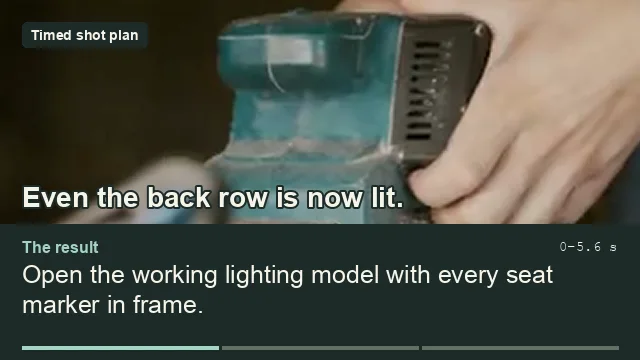 Timed shot plan
Even the back row is now lit.
The result
0–5.6 s
Open the working lighting model with every seat
marker in frame.